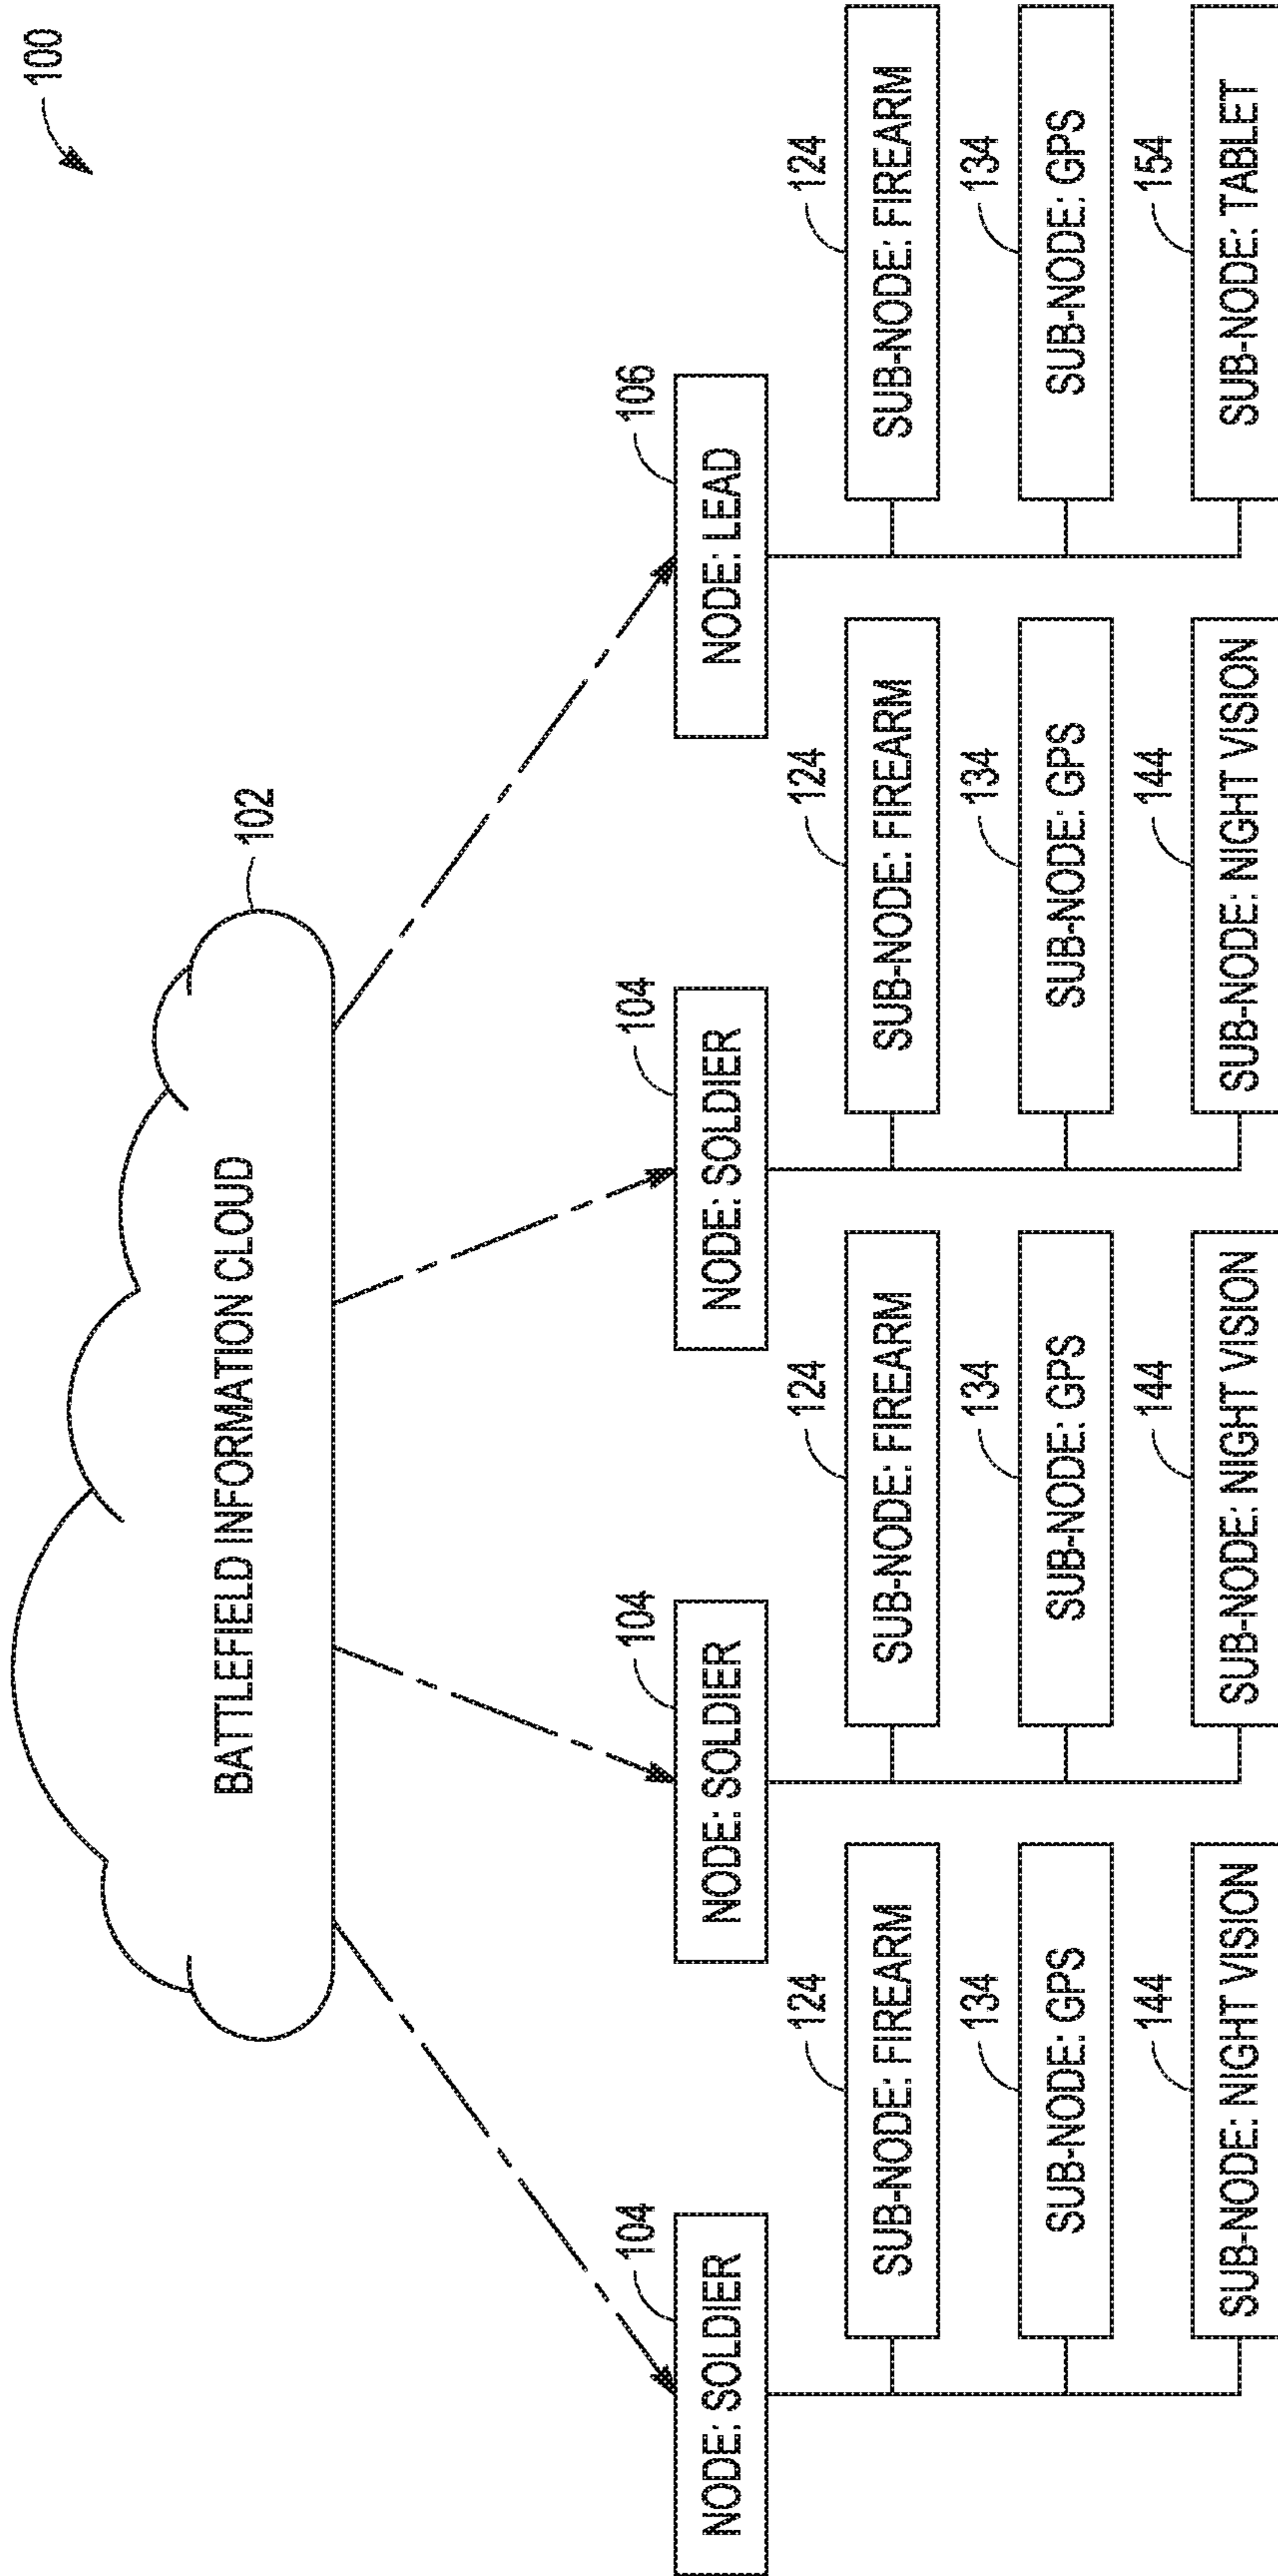 100
102
BATTLEFIELD INFORMATION CLOUD
104
NODE: SOLDIER
124
SUB-NODE: FIREARM
134
SUB-NODE: GPS
144
SUB-NODE: NIGHT VISION
104
NODE: SOLDIER
124
SUB-NODE: FIREARM
134
SUB-NODE: GPS
144
SUB-NODE: NIGHT VISION
104
NODE: SOLDIER
124
SUB-NODE: FIREARM
134
SUB-NODE: GPS
144
SUB-NODE: NIGHT VISION
106
NODE: LEAD
124
SUB-NODE: FIREARM
134
SUB-NODE: GPS
154
SUB-NODE: TABLET